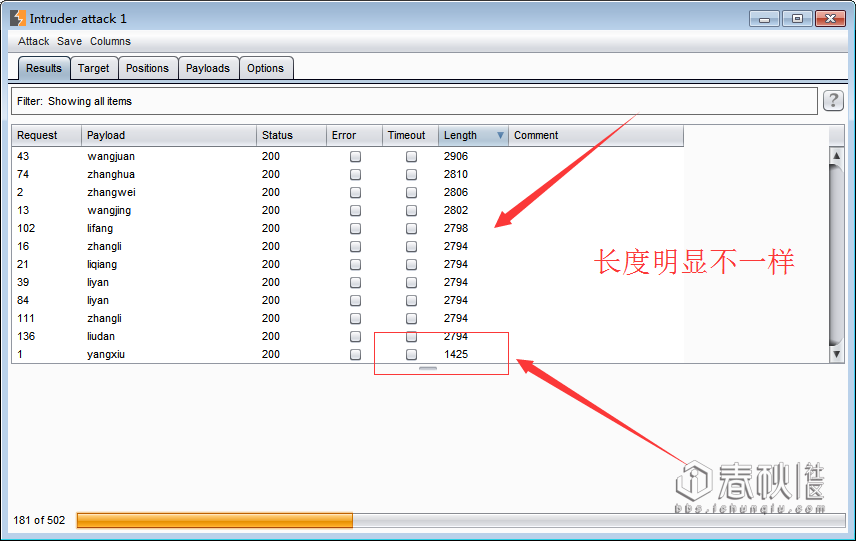 Intruder attack 1
Attack Save Columns
Results Target Positions Payloads Options
Filter: Showing all items
?
Request Payload Status Error Timeout Length Comment
43 wangjuan 200 2906
74 zhanghua 200 2810
2 zhangwei 200 2806
13 wangjing 200 2802
102 lifang 200 2798
16 zhangli 200 2794
21 liqiang 200 2794
39 liyan 200 2794
84 liyan 200 2794
111 zhangli 200 2794
136 liudan 200 2794
1 yangxiu 200 1425
长度明显不一样
春秋社区
bbs.ichunqiu.com
181 of 502